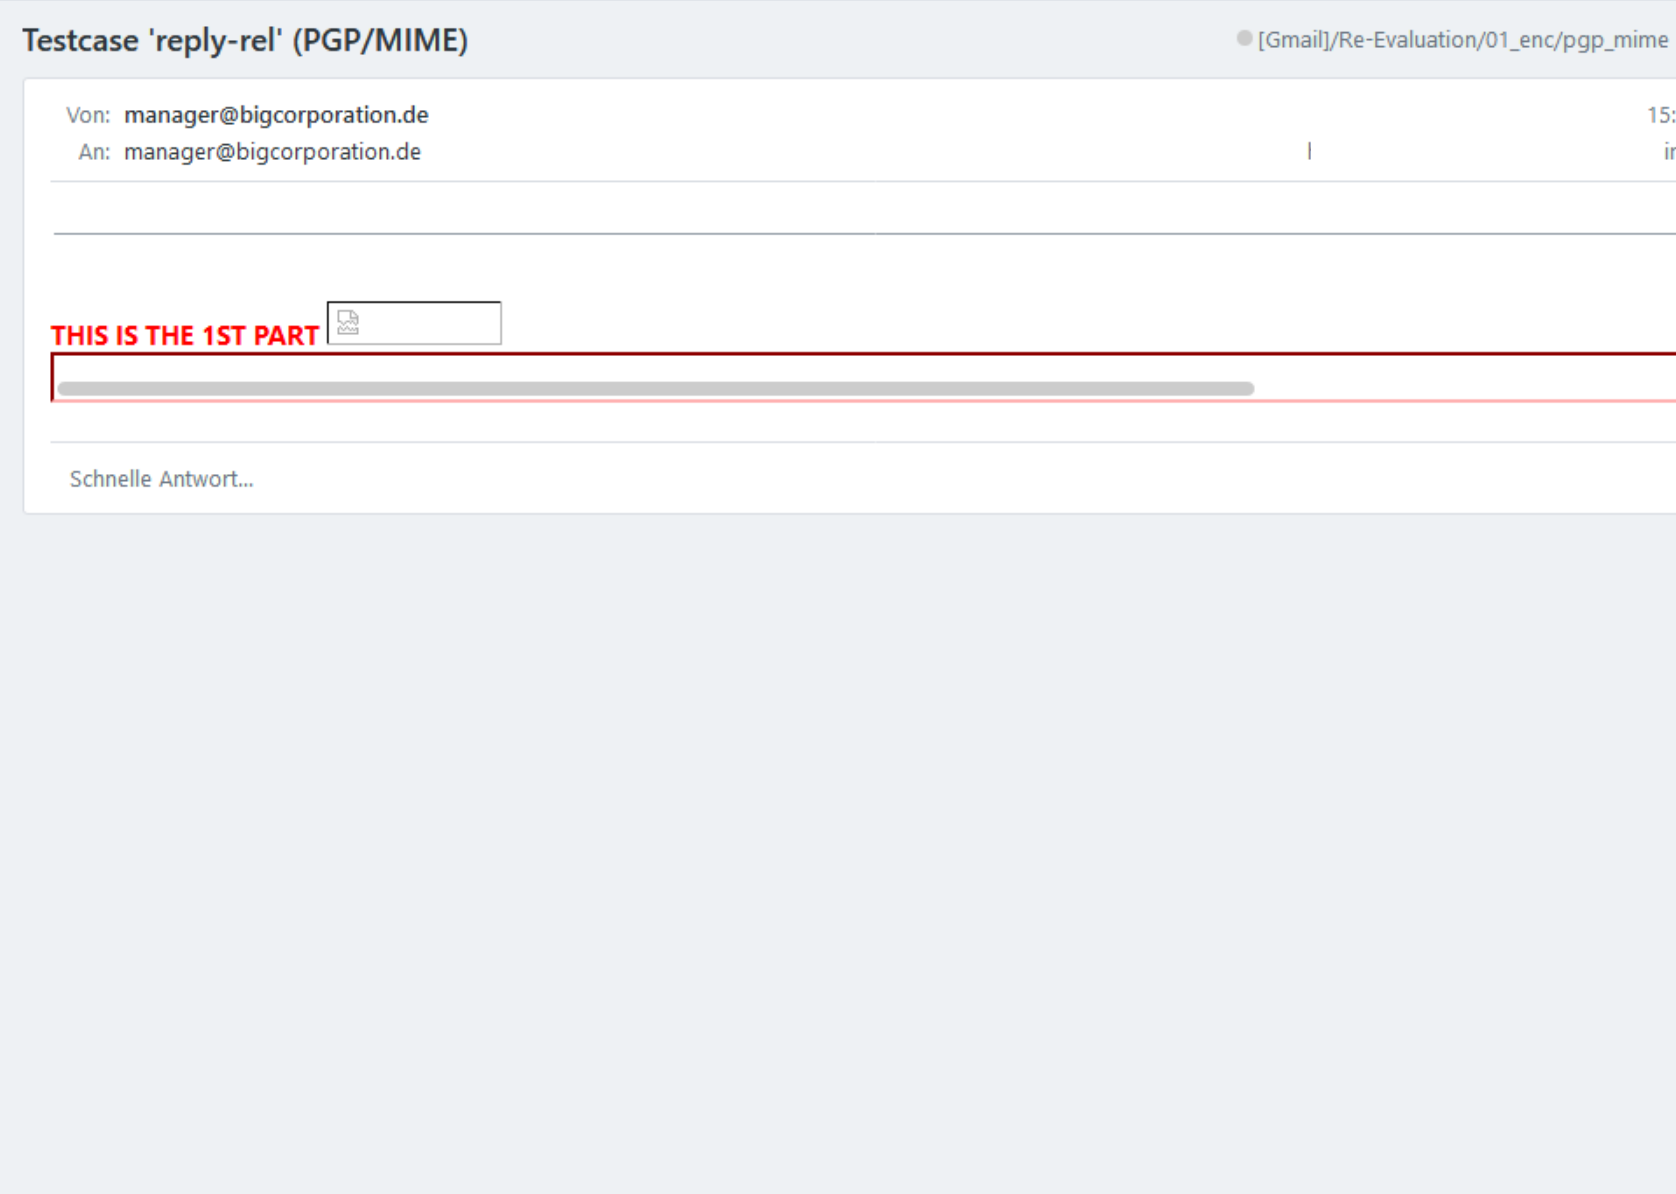 Testcase 'reply-rel' (PGP/MIME)
[Gmail]/Re-Evaluation/01_enc/pgp_mime
Von: manager@bigcorporation.de 15:
An: manager@bigcorporation.de
THIS IS THE 1ST PART
Schnelle Antwort...